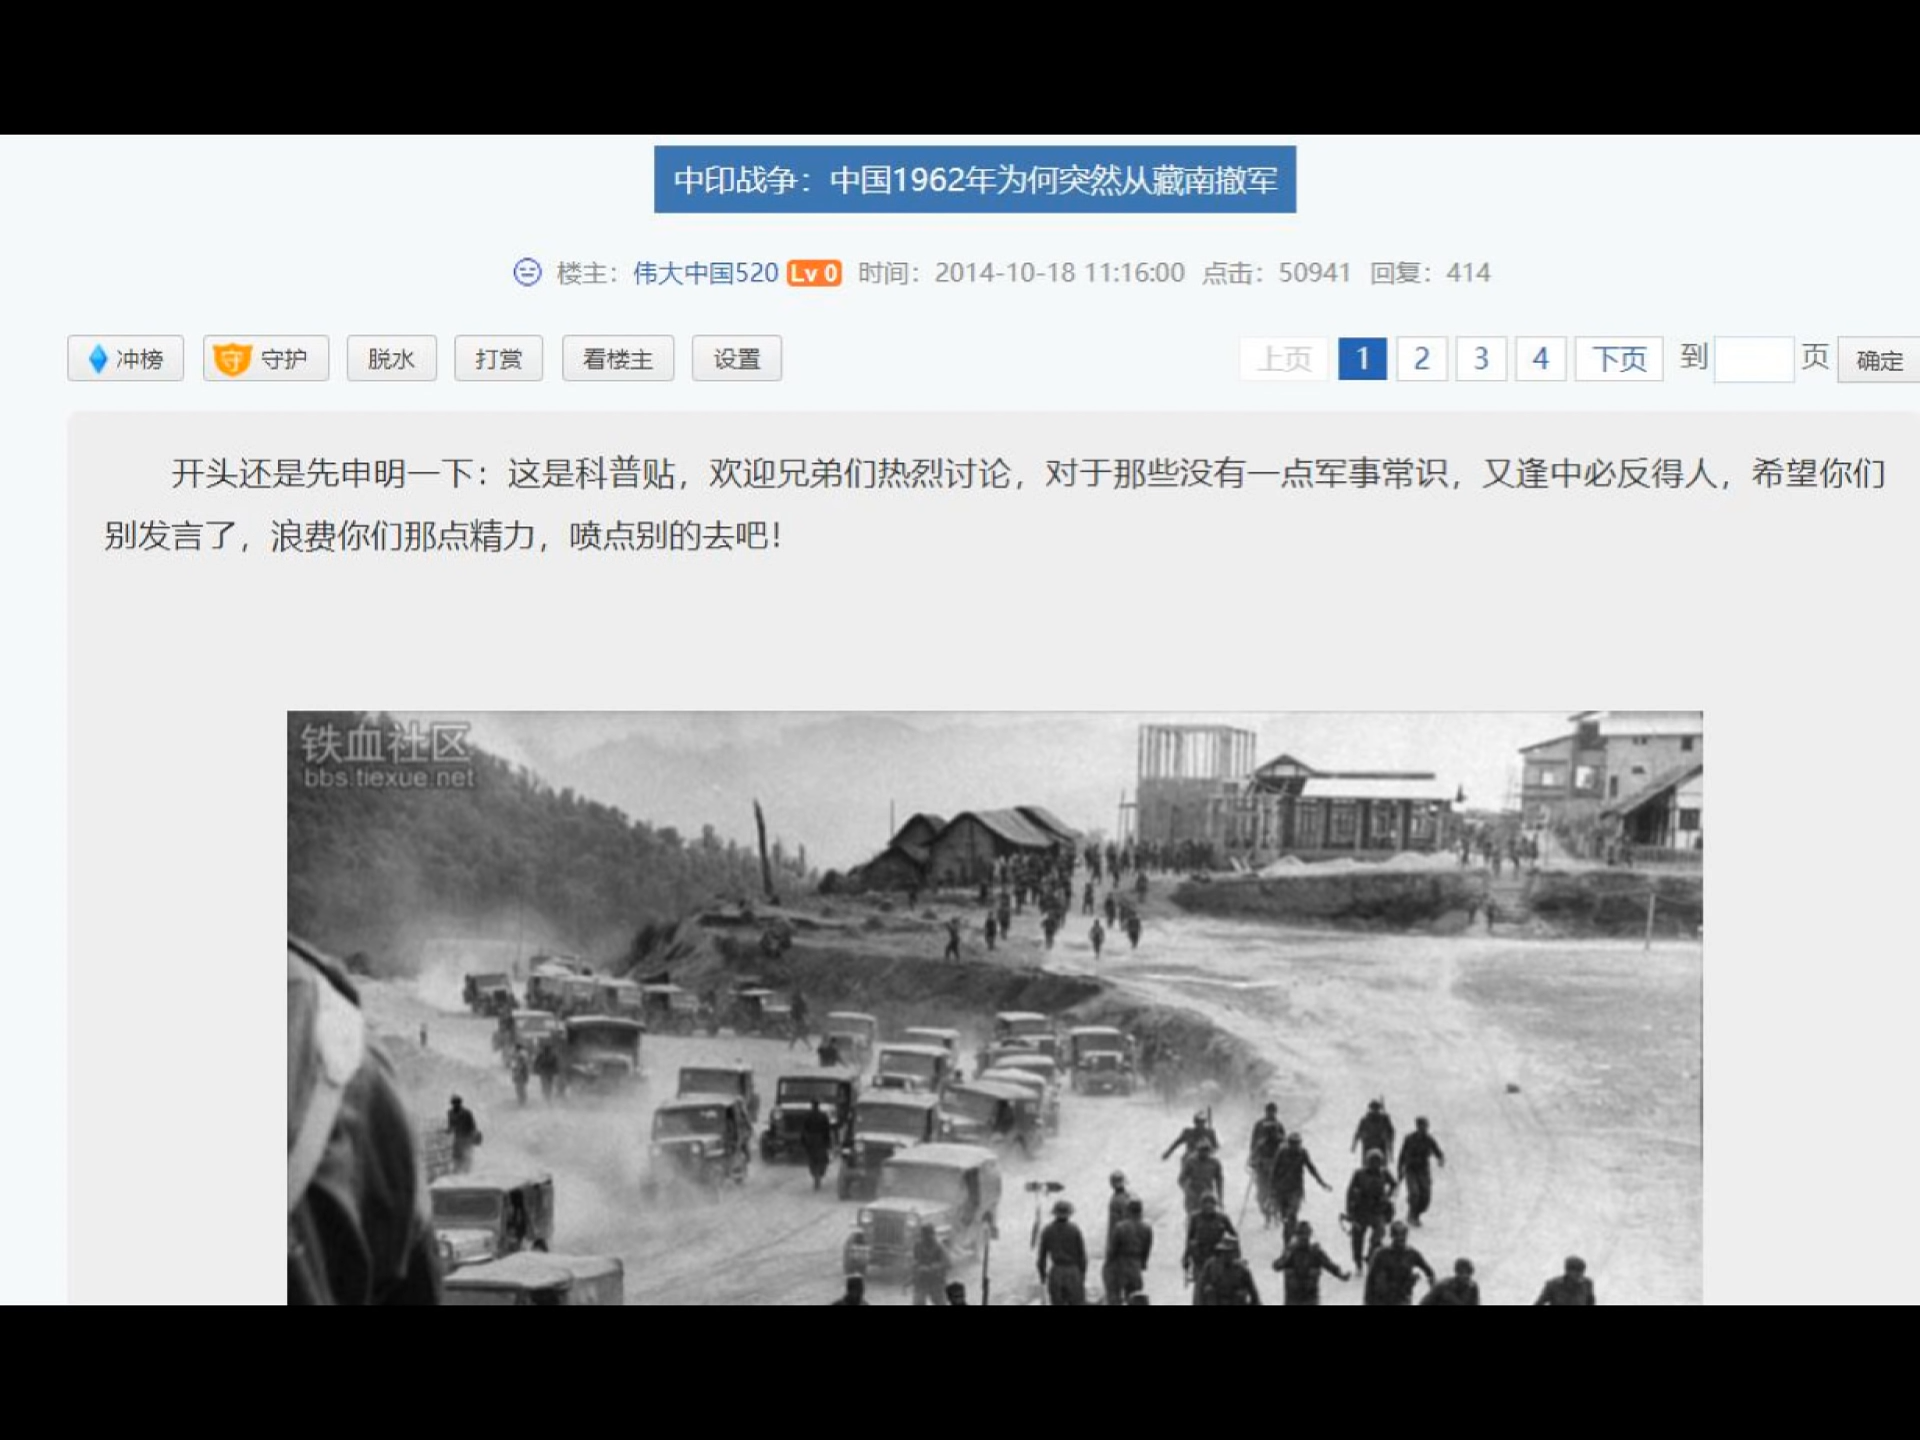 中印战争：中国1962年为何突然从藏南撤军
楼主：伟大中国520 Lv 0 时间：2014-10-18 11:16:00 点击：50941 回复：414
冲榜 守 守护 脱水 打赏 看楼主 设置 上页 1 2 3 4 下页 到 页 确定
开头还是先申明一下：这是科普贴，欢迎兄弟们热烈讨论，对于那些没有一点军事常识，又逢中必反得人，希望你们
别发言了，浪费你们那点精力，喷点别的去吧！
铁血社区
bbs.tiexue.net